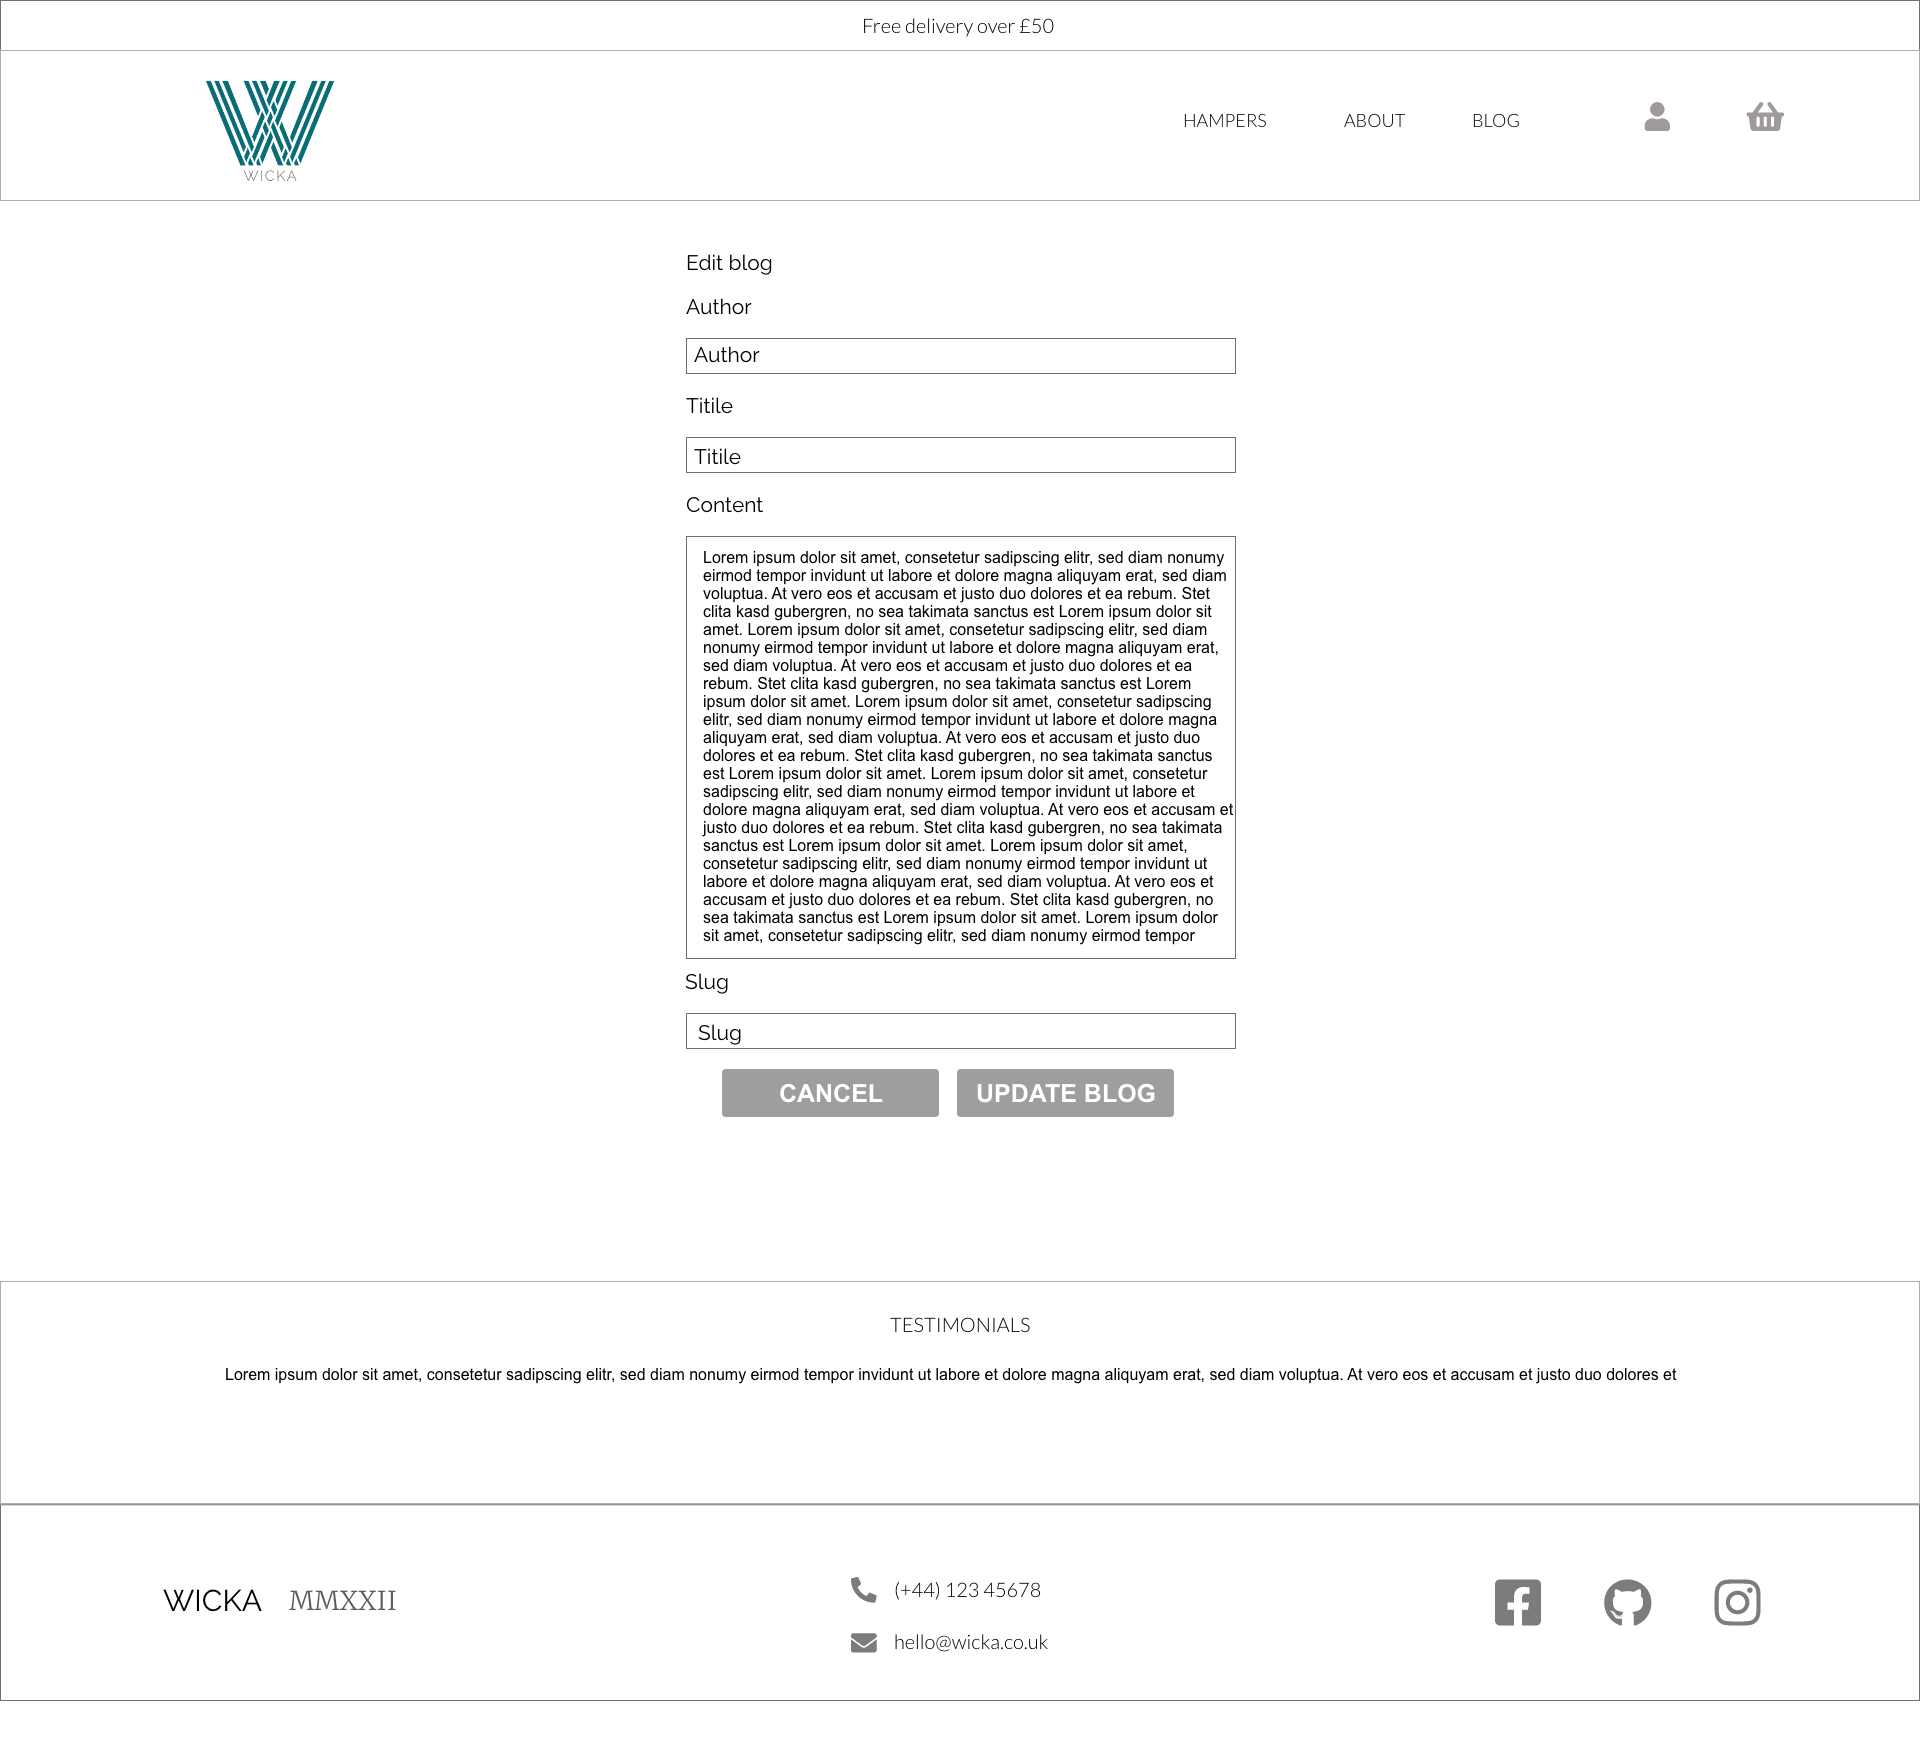 Free delivery over £50
WICKA
HAMPERS ABOUT BLOG
Edit blog
Author
Author
Titile
Titile
Content
Lorem ipsum dolor sit amet, consetetur sadipscing elitr, sed diam nonumy
eirmod tempor invidunt ut labore et dolore magna aliquyam erat, sed diam
voluptua. At vero eos et accusam et justo duo dolores et ea rebum. Stet
clita kasd gubergren, no sea takimata sanctus est Lorem ipsum dolor sit
amet. Lorem ipsum dolor sit amet, consetetur sadipscing elitr, sed diam
nonumy eirmod tempor invidunt ut labore et dolore magna aliquyam erat,
sed diam voluptua. At vero eos et accusam et justo duo dolores et ea
rebum. Stet clita kasd gubergren, no sea takimata sanctus est Lorem
ipsum dolor sit amet. Lorem ipsum dolor sit amet, consetetur sadipscing
elitr, sed diam nonumy eirmod tempor invidunt ut labore et dolore magna
aliquyam erat, sed diam voluptua. At vero eos et accusam et justo duo
dolores et ea rebum. Stet clita kasd gubergren, no sea takimata sanctus
est Lorem ipsum dolor sit amet. Lorem ipsum dolor sit amet, consetetur
sadipscing elitr, sed diam nonumy eirmod tempor invidunt ut labore et
dolore magna aliquyam erat, sed diam voluptua. At vero eos et accusam et
justo duo dolores et ea rebum. Stet clita kasd gubergren, no sea takimata
sanctus est Lorem ipsum dolor sit amet. Lorem ipsum dolor sit amet,
consetetur sadipscing elitr, sed diam nonumy eirmod tempor invidunt ut
labore et dolore magna aliquyam erat, sed diam voluptua. At vero eos et
accusam et justo duo dolores et ea rebum. Stet clita kasd gubergren, no
sea takimata sanctus est Lorem ipsum dolor sit amet. Lorem ipsum dolor
sit amet, consetetur sadipscing elitr, sed diam nonumy eirmod tempor
Slug
Slug
CANCEL UPDATE BLOG
TESTIMONIALS
Lorem ipsum dolor sit amet, consetetur sadipscing elitr, sed diam nonumy eirmod tempor invidunt ut labore et dolore magna aliquyam erat, sed diam voluptua. At vero eos et accusam et justo duo dolores et
WICKA MMXXII
(+44) 123 45678
hello@wicka.co.uk